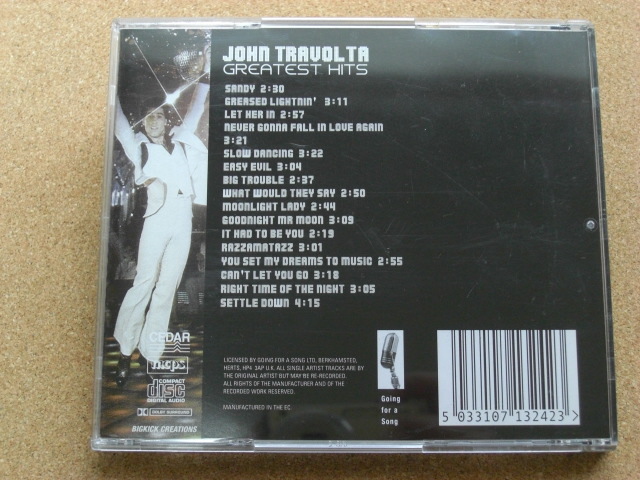 JOHN TRAVOLTA
GREATEST HITS
SANDY 2:30
GREASED LIGHTNIN' 3:11
LET HER IN 2:57
NEVER GONNA FALL IN LOVE AGAIN
3:21
SLOW DANCING 3:22
EASY EVIL 3:04
BIG TROUBLE 2:37
WHAT WOULD THEY SAY 2:50
MOONLIGHT LADY 2:44
GOODNIGHT MR MOON 3:09
IT HAD TO BE YOU 2:19
RAZZAMATAZZ 3:01
YOU SET MY DREAMS TO MUSIC 2:55
CAN'T LET YOU GO 3:18
RIGHT TIME OF THE NIGHT 3:05
SETTLE DOWN 4:15
CEDAR
mcps
COMPACT
disc
DIGITAL AUDIO
DOLBY SURROUND
BIGKICK CREATIONS
LICENSED BY GOING FOR A SONG LTD, BERKHAMSTED,
HERTS, HP4 3AP U.K. ALL SINGLE ARTIST TRACKS ARE BY
THE ORIGINAL ARTIST BUT MAY BE RE-RECORDED.
ALL RIGHTS OF THE MANUFACTURER AND OF THE
RECORDED WORK RESERVED.
MANUFACTURED IN THE EC.
Going
for a
Song
5 033107 132423 >